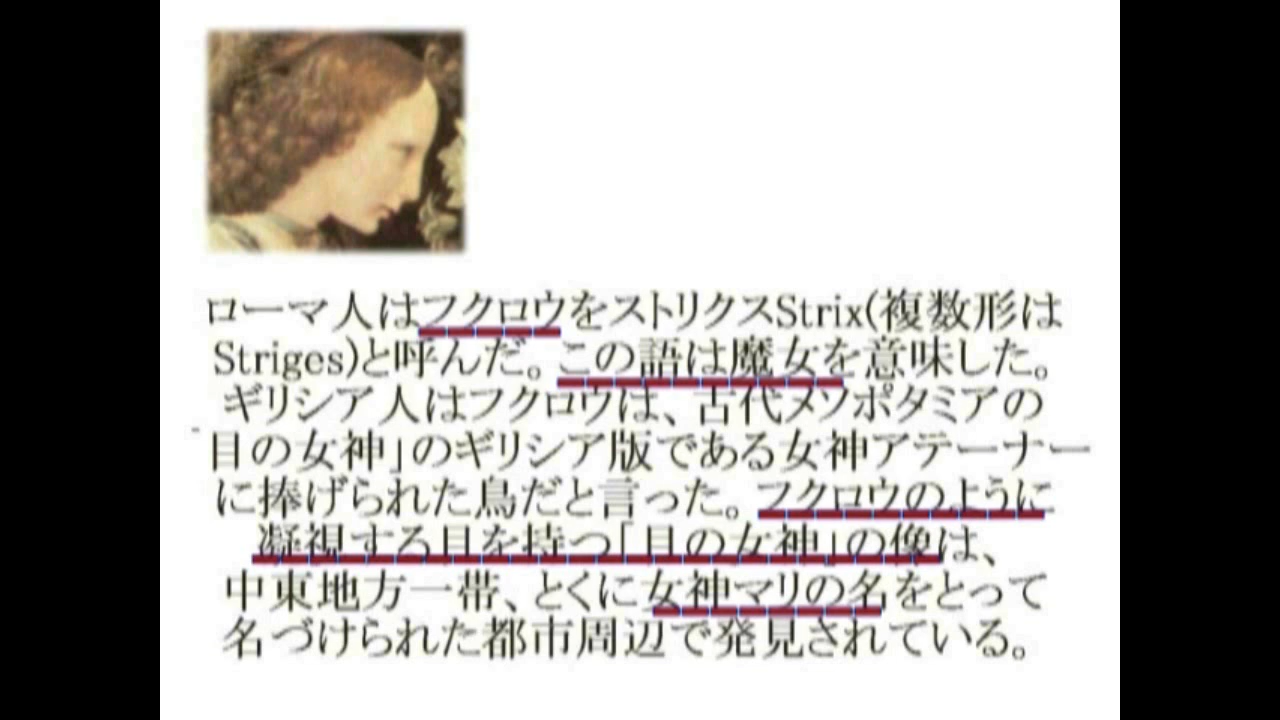 ローマ人はフクロウをストリクスStrix(複数形は
Striges)と呼んだ。この語は魔女を意味した。
ギリシア人はフクロウは、古代メソポタミアの
目の女神」のギリシア版である女神アテーナー
に捧げられた鳥だと言った。フクロウのように
凝視する目を持つ「目の女神」の像は、
中東地方一帯、とくに女神マリの名をとって
名づけられた都市周辺で発見されている。